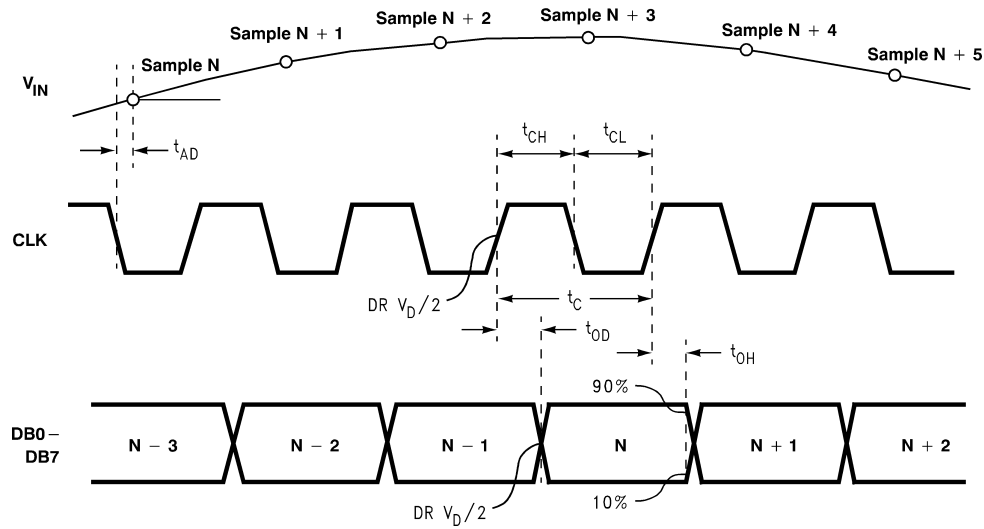 Sample N
Sample N + 1
Sample N + 2
Sample N + 3
Sample N + 4
Sample N + 5
VIN
tAD
tCH
tCL
CLK
DR VD/2
tC
tOD
tOH
90%
DB0 –
DB7
N – 3
N – 2
N – 1
N
N + 1
N + 2
DR VD/2
10%